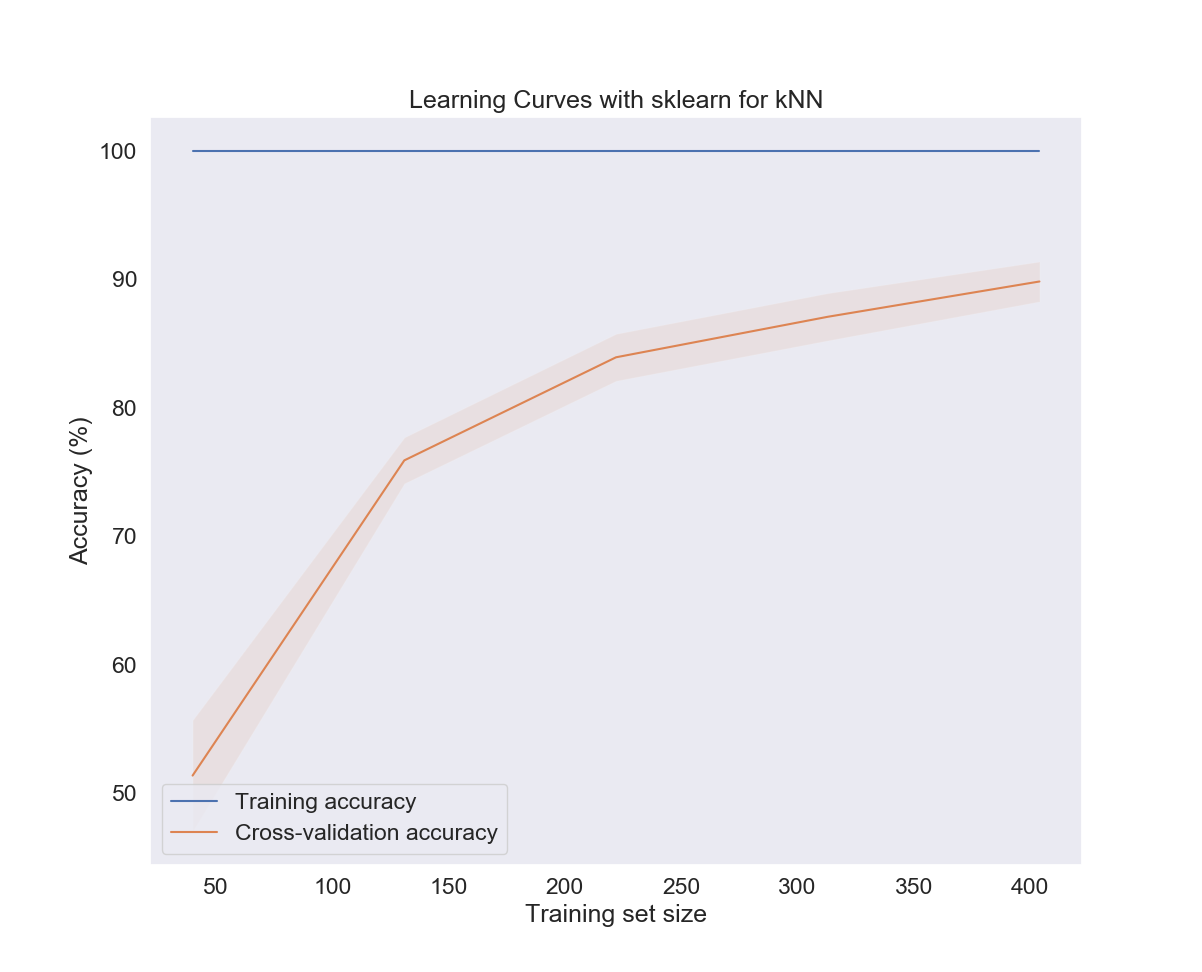 Learning Curves with sklearn for kNN
100
90
80
70
60
50
Accuracy (%)
Training accuracy
Cross-validation accuracy
50 100 150 200 250 300 350 400
Training set size